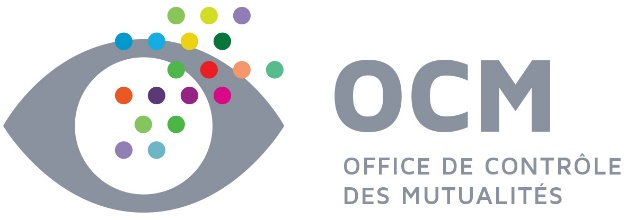 OCM
OFFICE DE CONTRÔLE
DES MUTUALITÉS